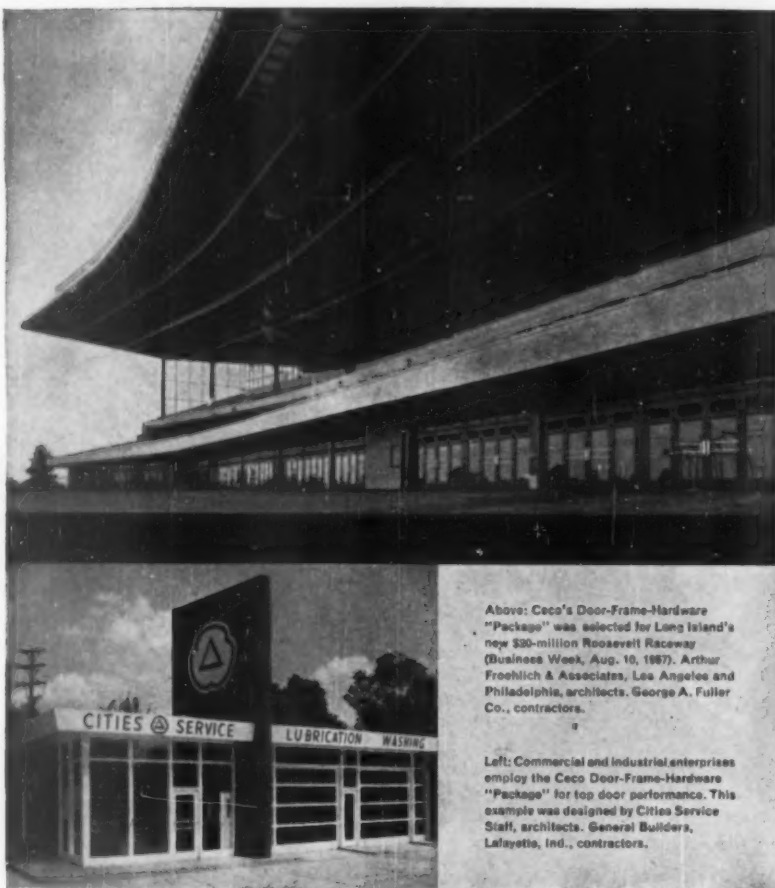 CITIES SERVICE
LUBRICATION WASHING
Above: Ceco's Door-Frame-Hardware
"Package" was selected for Long Island's
new $30-million Roosevelt Raceway
(Business Week, Aug. 10, 1957). Arthur
Froehlich & Associates, Los Angeles and
Philadelphia, architects. George A. Fuller
Co., contractors.
Left: Commercial and industrial enterprises
employ the Ceco Door-Frame-Hardware
"Package" for top door performance. This
example was designed by Cities Service
Staff, architects. General Builders,
Lafayette, Ind., contractors.